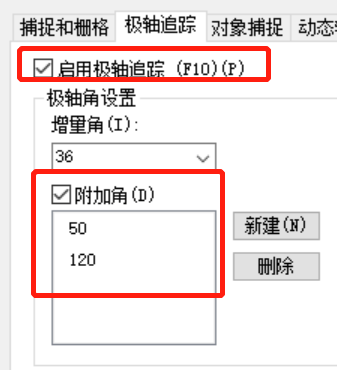 捕捉和栅格 极轴追踪 对象捕捉 动态
启用极轴追踪 (F10)(P)
极轴角设置
增量角(I):
36
附加角(D)
50 新建(N)
120 删除